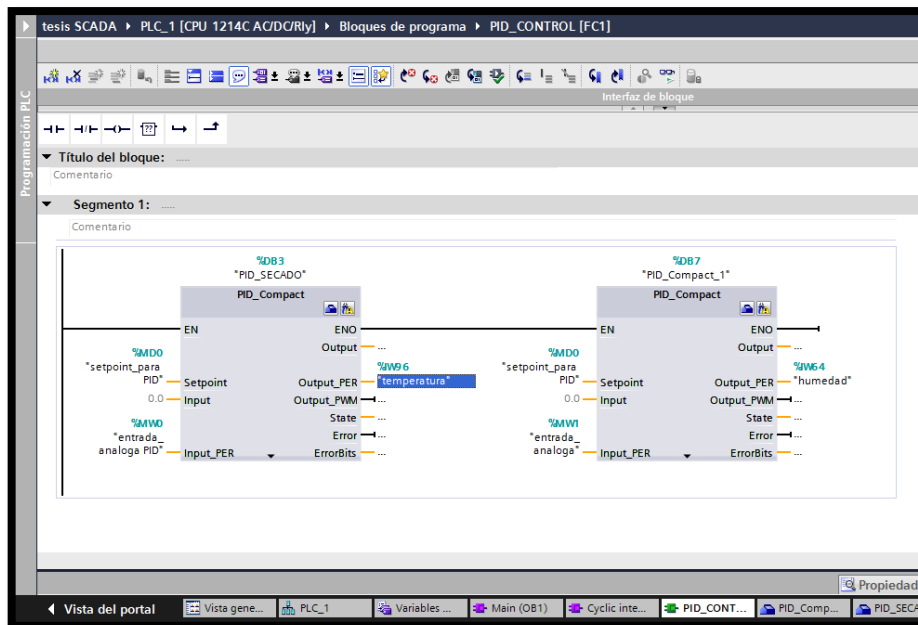 tesis SCADA ▸ PLC_1 [CPU 1214C AC/DC/Rly] ▸ Bloques de programa ▸ PID_CONTROL [FC1]
Interfaz de bloque
Programación PLC
Título del bloque: .....
Comentario
Segmento 1: .....
Comentario
%DB3
"PID_SECADO"
PID_Compact
EN
ENO
Output ...
%MD0
"setpoint_para
PID"
Setpoint
%IW96
"temperatura"
Output_PER
0.0
Input
Output_PWM ...
State ...
%MW0
"entrada_
analoga PID"
Error ...
Input_PER
ErrorBits ...
%DB7
"PID_Compact_1"
PID_Compact
EN
ENO
Output ...
%MD0
"setpoint_para
PID"
Setpoint
%IW64
"humedad"
Output_PER
0.0
Input
Output_PWM ...
State ...
%MW1
"entrada_
analoga"
Error ...
Input_PER
ErrorBits ...
Propiedad
Vista del portal
Vista gene...
PLC_1
Variables ...
Main (OB1)
Cyclic inte...
PID_CONT...
PID_Comp...
PID_SECA